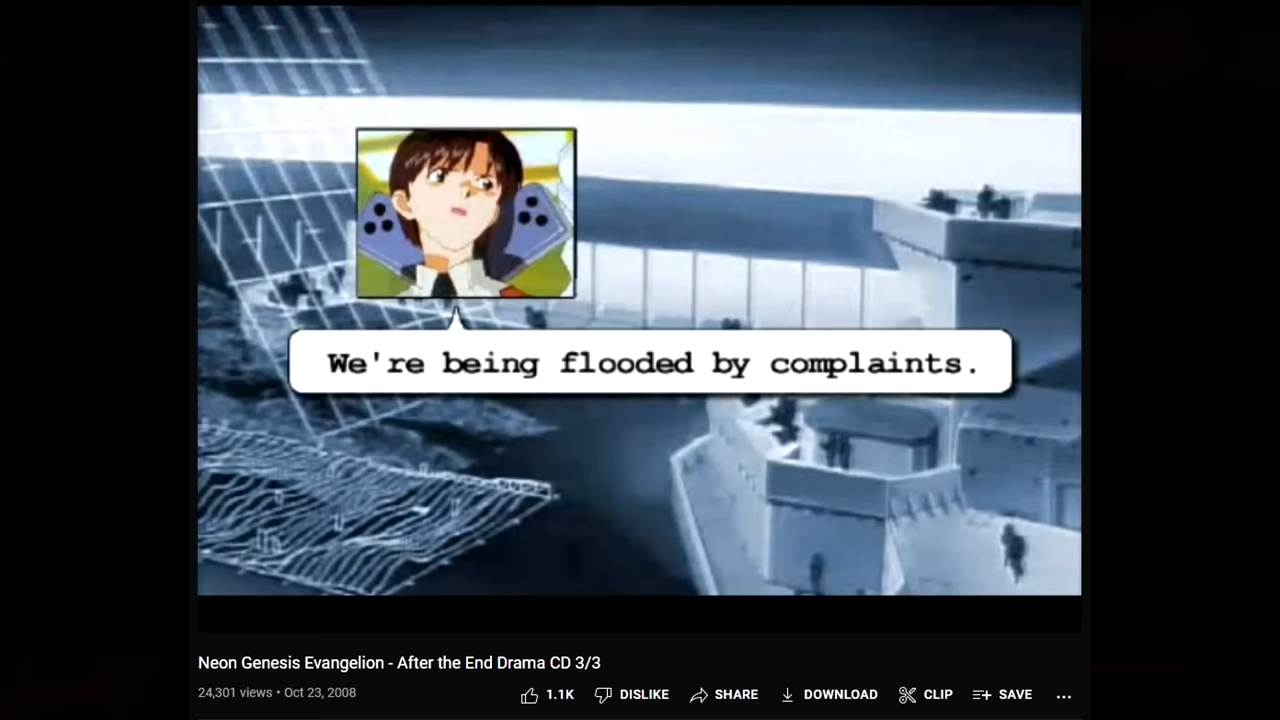 We're being flooded by complaints.
Neon Genesis Evangelion - After the End Drama CD 3/3
24,301 views • Oct 23, 2008
1.1K DISLIKE SHARE DOWNLOAD CLIP SAVE ...